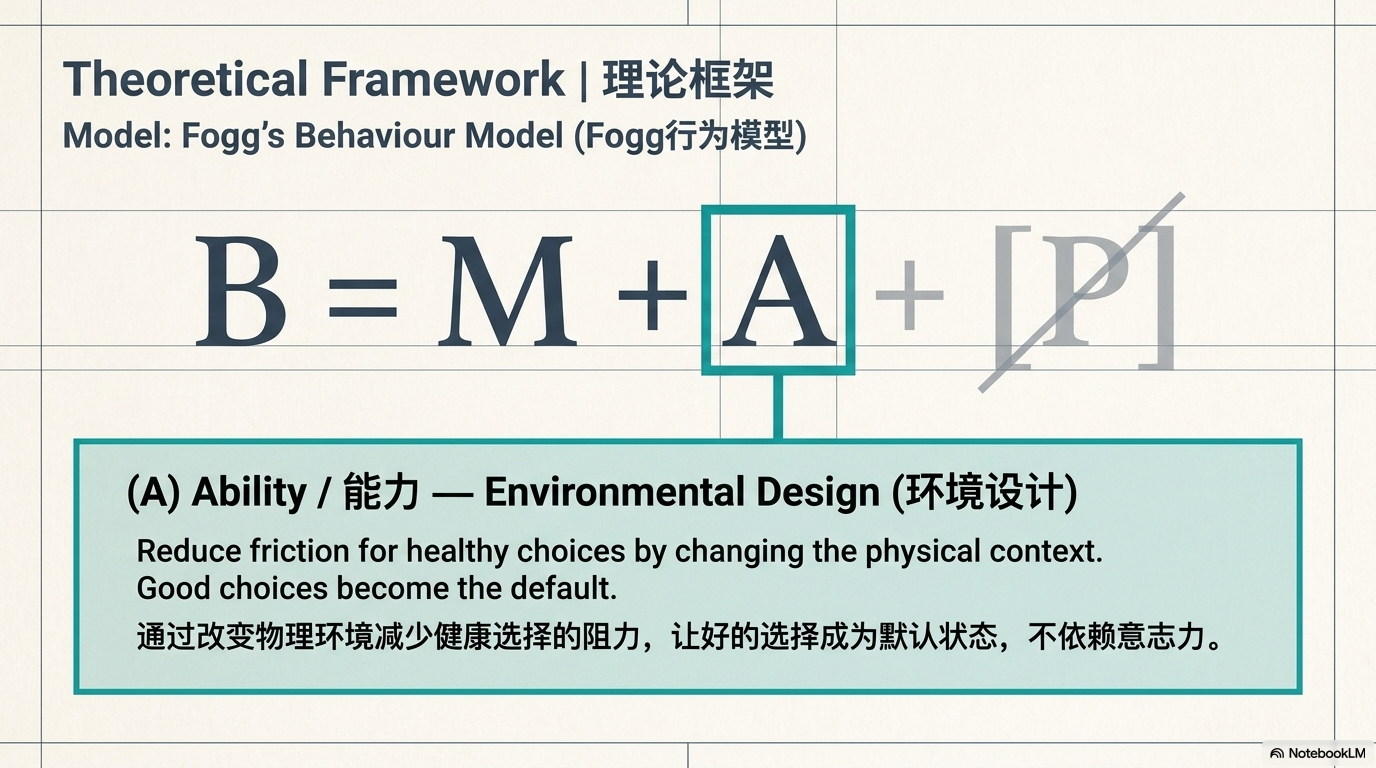 Theoretical Framework | 理论框架
Model: Fogg’s Behaviour Model (Fogg行为模型)
B = M + A + [P]
(A) Ability / 能力 — Environmental Design (环境设计)
Reduce friction for healthy choices by changing the physical context.
Good choices become the default.
通过改变物理环境减少健康选择的阻力，让好的选择成为默认状态，不依赖意志力。
NotebookLM